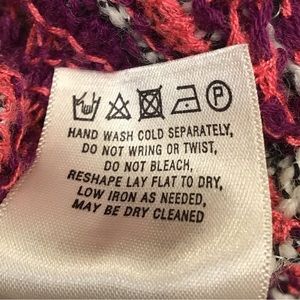 P
HAND WASH COLD SEPARATELY,
DO NOT WRING OR TWIST,
DO NOT BLEACH,
RESHAPE LAY FLAT TO DRY,
LOW IRON AS NEEDED,
MAY BE DRY CLEANED